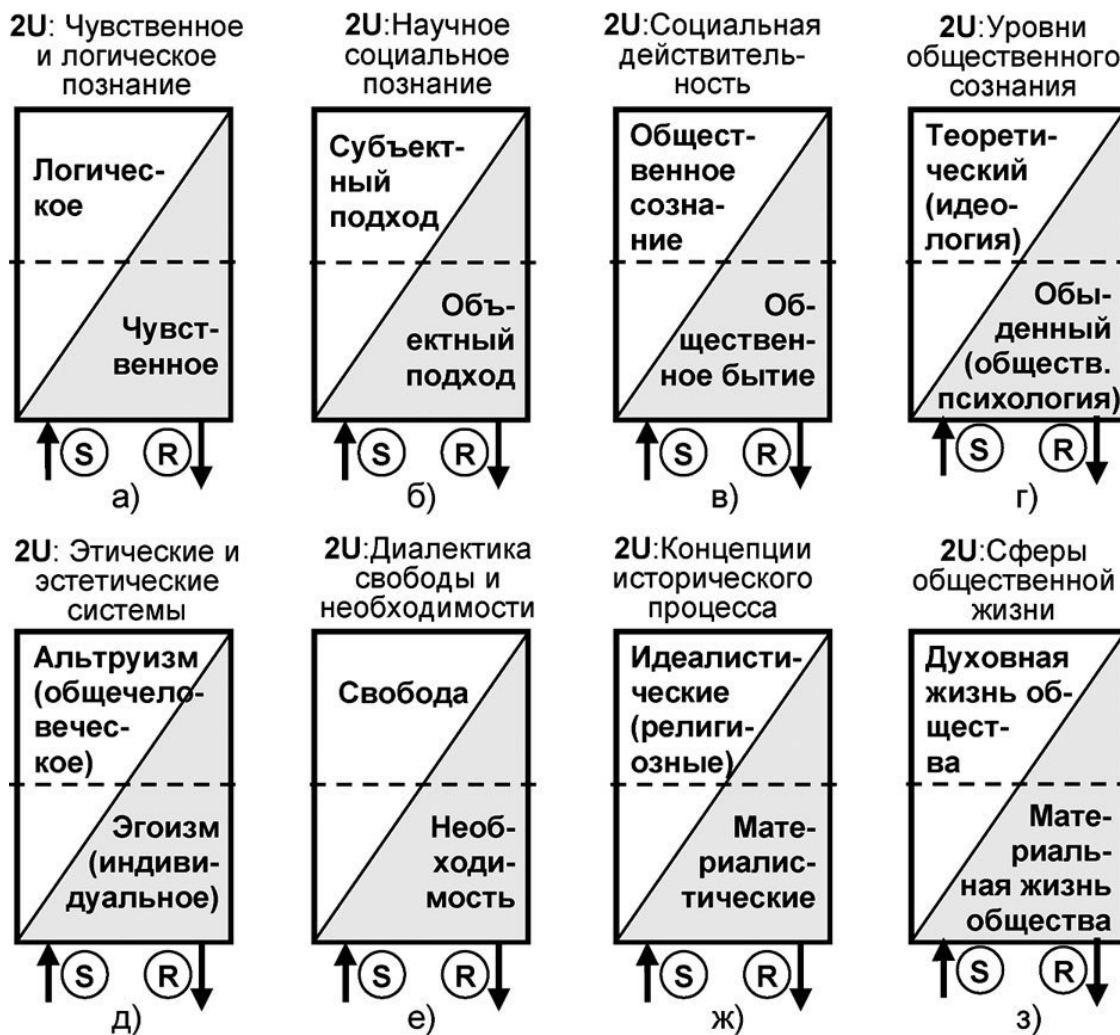 2U: Чувственное
и логическое
познание
Логичес-
кое
Чувст-
венное
S R
а)
2U:Научное
социальное
познание
Субъект-
ный
подход
Объ-
ектный
подход
S R
б)
2U:Социальная
действитель-
ность
Общест-
венное
созна-
ние
Об-
ществен-
ное бытие
S R
в)
2U:Уровни
общественного
сознания
Теорети-
ческий
(идео-
логия)
Обы-
денный
(обществ.
психология)
S R
г)
2U: Этические и
эстетические
системы
Альтруизм
(общечело-
вечес-
кое)
Эгоизм
(индиви-
дуальное)
S R
д)
2U:Диалектика
свободы и
необходимости
Свобода
Необ-
ходи-
мость
S R
е)
2U:Концепции
исторического
процесса
Идеалисти-
ческие
(религи-
озные)
Мате-
риалис-
тические
S R
ж)
2U:Сферы
общественной
жизни
Духовная
жизнь об-
щест-
ва
Мате-
риаль-
ная жизнь
общества
S R
з)